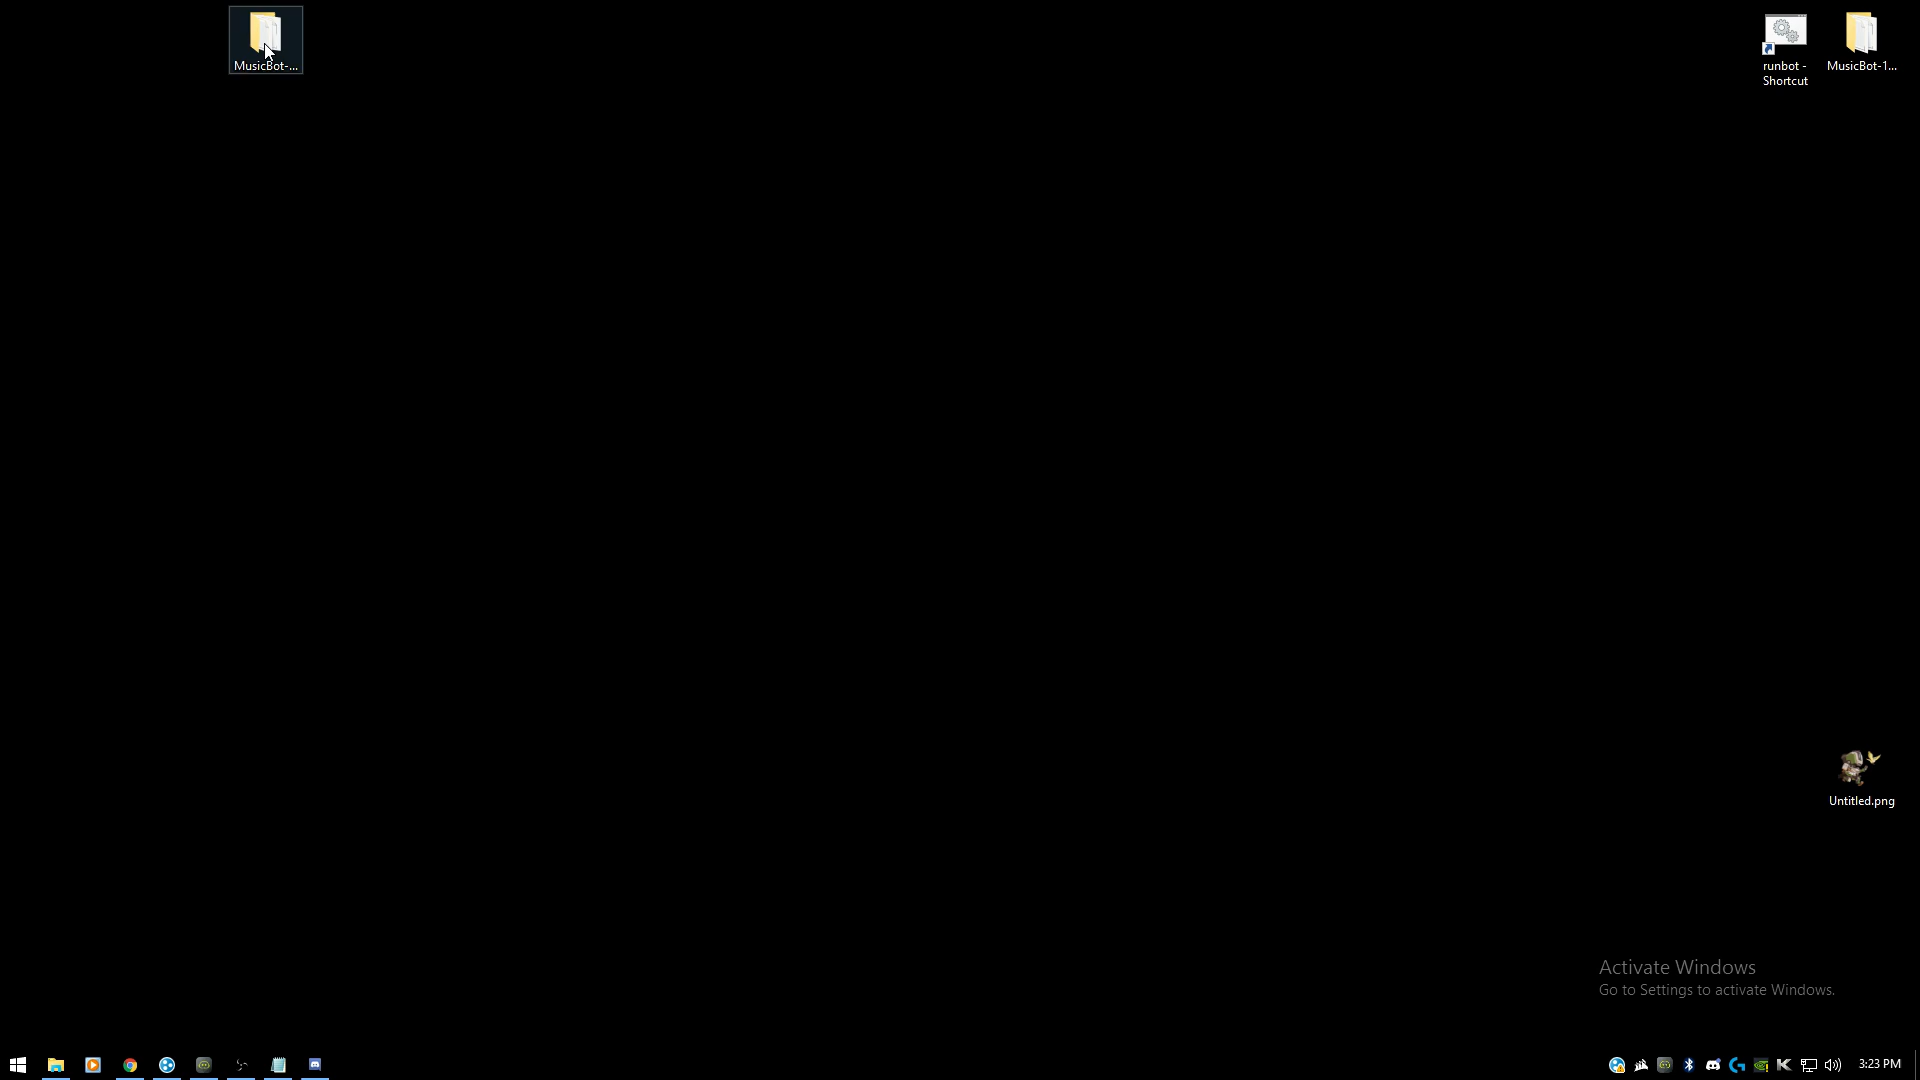 MusicBot-...
runbot -
Shortcut
MusicBot-1...
Untitled.png
Activate Windows
Go to Settings to activate Windows.
3:23 PM